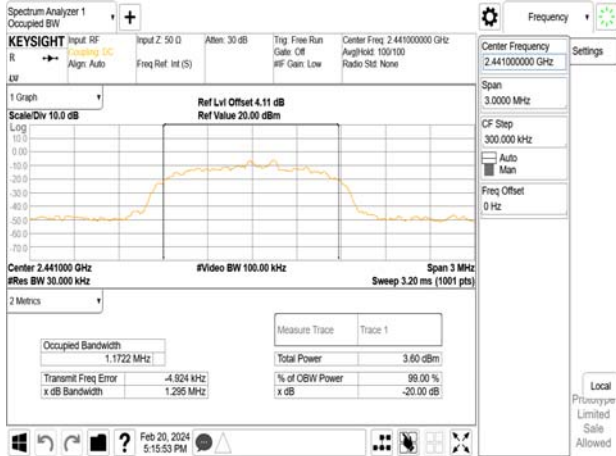 Spectrum Analyzer 1
Occupied BW
+
Frequency
KEYSIGHT
R
Input: RF
Coupling: DC
Align: Auto
Input Z: 50 Ω
Freq Ref: Int (S)
Atten: 30 dB
Trig: Free Run
Gate: Off
#IF Gain: Low
Center Freq: 2.441000000 GHz
Avg|Hold: 100/100
Radio Std: None
Center Frequency
2.441000000 GHz
Settings
Span
3.0000 MHz
CF Step
300.000 kHz
Auto
Man
Freq Offset
0 Hz
1 Graph
Scale/Div 10.0 dB
Ref Lvl Offset 4.11 dB
Ref Value 20.00 dBm
Log
10.0
0.00
-10.0
-20.0
-30.0
-40.0
-50.0
-60.0
-70.0
Center 2.441000 GHz
#Video BW 100.00 kHz
Span 3 MHz
#Res BW 30.000 kHz
Sweep 3.20 ms (1001 pts)
2 Metrics
Measure Trace
Trace 1
Occupied Bandwidth
1.1722 MHz
Total Power
3.60 dBm
Transmit Freq Error
-4.924 kHz
% of OBW Power
99.00 %
x dB Bandwidth
1.295 MHz
x dB
-20.00 dB
Local
Prototype
Limited
Sale
Allowed
?
Feb 20, 2024
5:15:53 PM